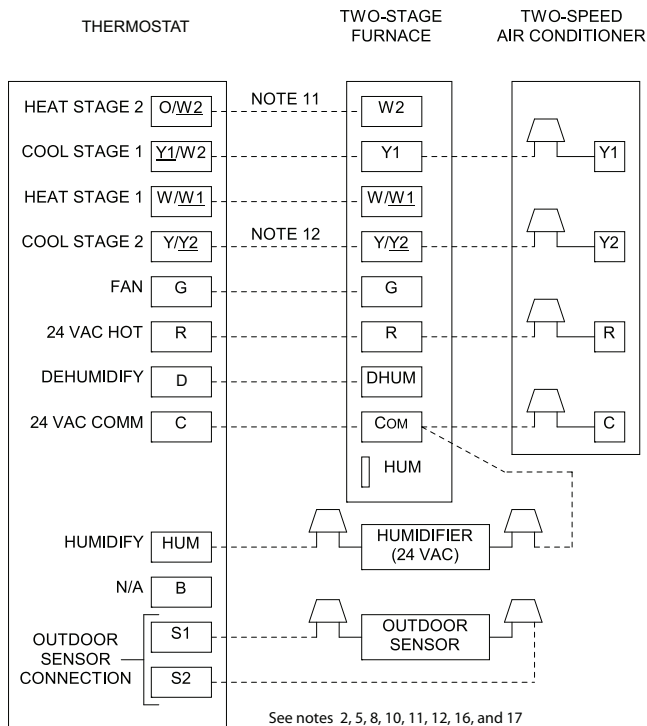 THERMOSTAT
TWO-STAGE
FURNACE
TWO-SPEED
AIR CONDITIONER
HEAT STAGE 2 O/W2 NOTE 11 W2
COOL STAGE 1 Y1/W2 Y1 Y1
HEAT STAGE 1 W/W1 W/W1
COOL STAGE 2 Y/Y2 NOTE 12 Y/Y2 Y2
FAN G G
24 VAC HOT R R R
DEHUMIDIFY D DHUM
24 VAC COMM C COM C
HUM
HUMIDIFY HUM HUMIDIFIER
(24 VAC)
N/A B
OUTDOOR
SENSOR
CONNECTION
S1
S2
OUTDOOR
SENSOR
See notes 2, 5, 8, 10, 11, 12, 16, and 17